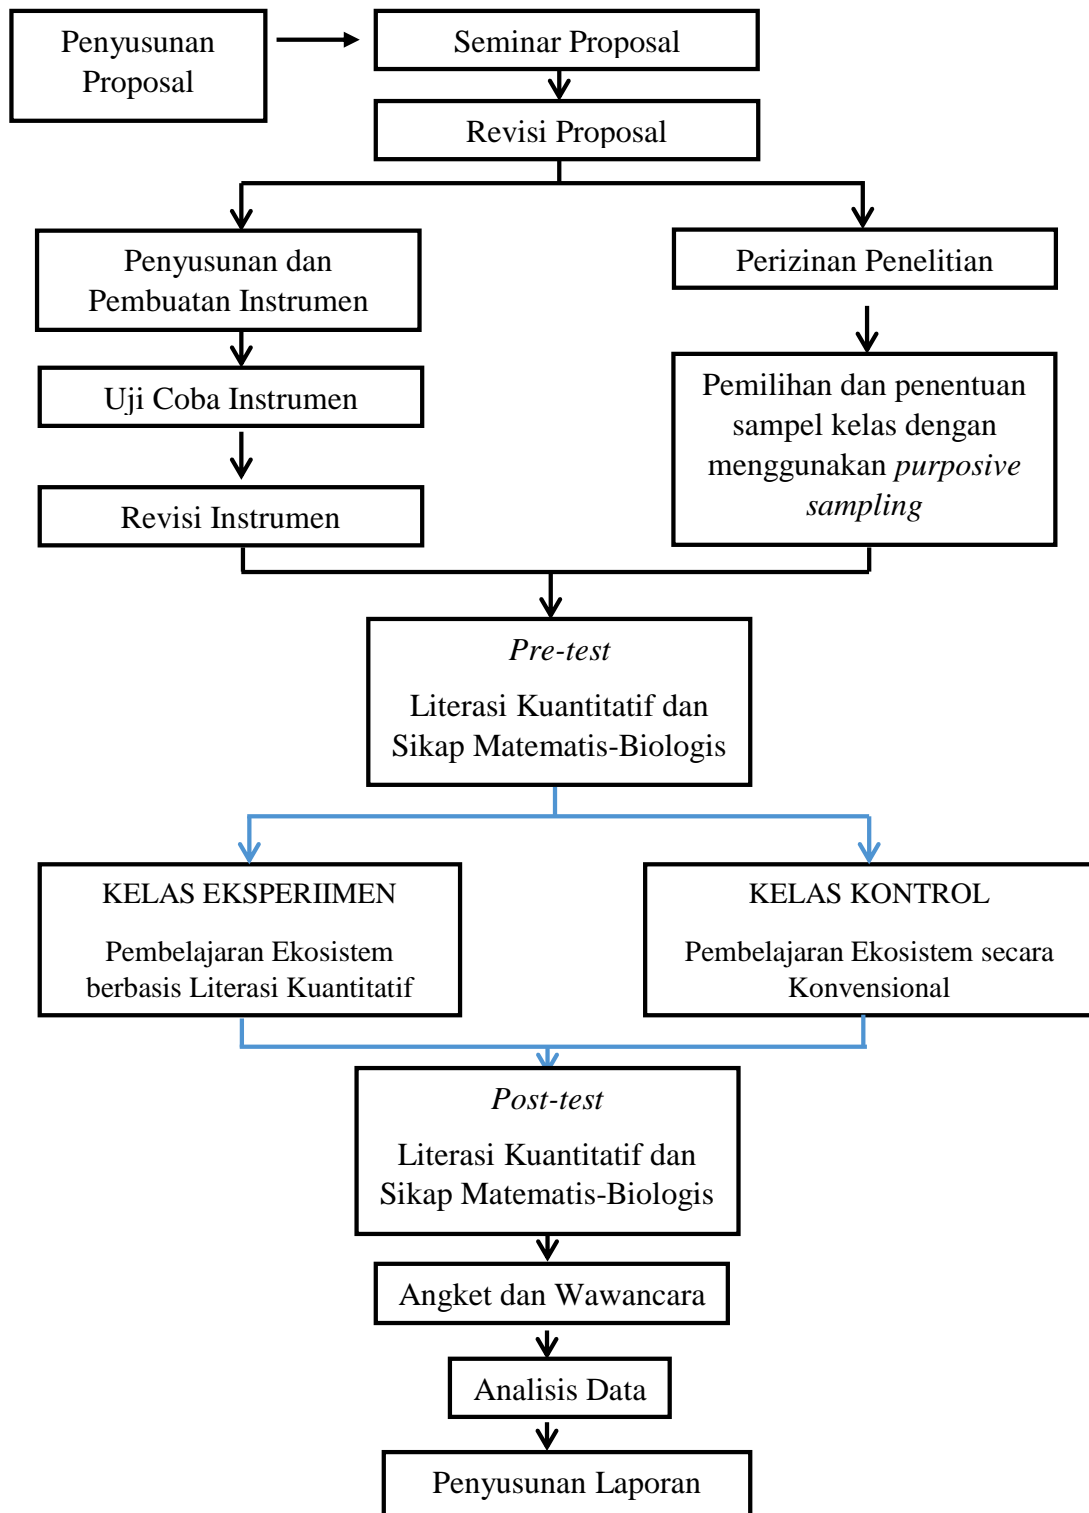 Penyusunan
Proposal
Seminar Proposal
Revisi Proposal
Penyusunan dan
Pembuatan Instrumen
Perizinan Penelitian
Uji Coba Instrumen
Pemilihan dan penentuan
sampel kelas dengan
menggunakan purposive
sampling
Revisi Instrumen
Pre-test
Literasi Kuantitatif dan
Sikap Matematis-Biologis
KELAS EKSPERIIMEN
Pembelajaran Ekosistem
berbasis Literasi Kuantitatif
KELAS KONTROL
Pembelajaran Ekosistem secara
Konvensional
Post-test
Literasi Kuantitatif dan
Sikap Matematis-Biologis
Angket dan Wawancara
Analisis Data
Penyusunan Laporan